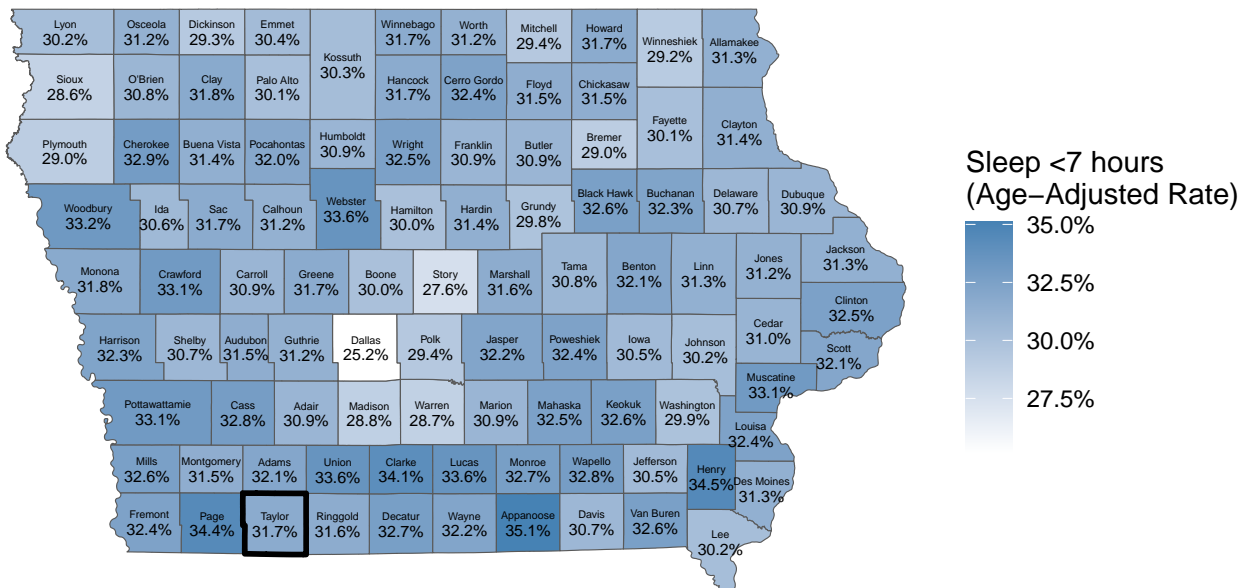 Lyon
30.2%
Osceola
31.2%
Dickinson
29.3%
Emmet
30.4%
Kossuth
30.3%
Winnebago
31.7%
Worth
31.2%
Mitchell
29.4%
Howard
31.7%
Winneshiek
29.2%
Allamakee
31.3%
Sioux
28.6%
O'Brien
30.8%
Clay
31.8%
Palo Alto
30.1%
Hancock
31.7%
Cerro Gordo
32.4%
Floyd
31.5%
Chickasaw
31.5%
Fayette
30.1%
Clayton
31.4%
Plymouth
29.0%
Cherokee
32.9%
Buena Vista
31.4%
Pocahontas
32.0%
Humboldt
30.9%
Wright
32.5%
Franklin
30.9%
Butler
30.9%
Bremer
29.0%
Woodbury
33.2%
Ida
30.6%
Sac
31.7%
Calhoun
31.2%
Webster
33.6%
Hamilton
30.0%
Hardin
31.4%
Grundy
29.8%
Black Hawk
32.6%
Buchanan
32.3%
Delaware
30.7%
Dubuque
30.9%
Monona
31.8%
Crawford
33.1%
Carroll
30.9%
Greene
31.7%
Boone
30.0%
Story
27.6%
Marshall
31.6%
Tama
30.8%
Benton
32.1%
Linn
31.3%
Jones
31.2%
Jackson
31.3%
Clinton
32.5%
Harrison
32.3%
Shelby
30.7%
Audubon
31.5%
Guthrie
31.2%
Dallas
25.2%
Polk
29.4%
Jasper
32.2%
Poweshiek
32.4%
Iowa
30.5%
Johnson
30.2%
Cedar
31.0%
Scott
32.1%
Muscatine
33.1%
Pottawattamie
33.1%
Cass
32.8%
Adair
30.9%
Madison
28.8%
Warren
28.7%
Marion
30.9%
Mahaska
32.5%
Keokuk
32.6%
Washington
29.9%
Louisa
32.4%
Mills
32.6%
Montgomery
31.5%
Adams
32.1%
Union
33.6%
Clarke
34.1%
Lucas
33.6%
Monroe
32.7%
Wapello
32.8%
Jefferson
30.5%
Henry
34.5%
Des Moines
31.3%
Fremont
32.4%
Page
34.4%
Taylor
31.7%
Ringgold
31.6%
Decatur
32.7%
Wayne
32.2%
Appanoose
35.1%
Davis
30.7%
Van Buren
32.6%
Lee
30.2%
Sleep <7 hours
(Age−Adjusted Rate)
35.0%
32.5%
30.0%
27.5%